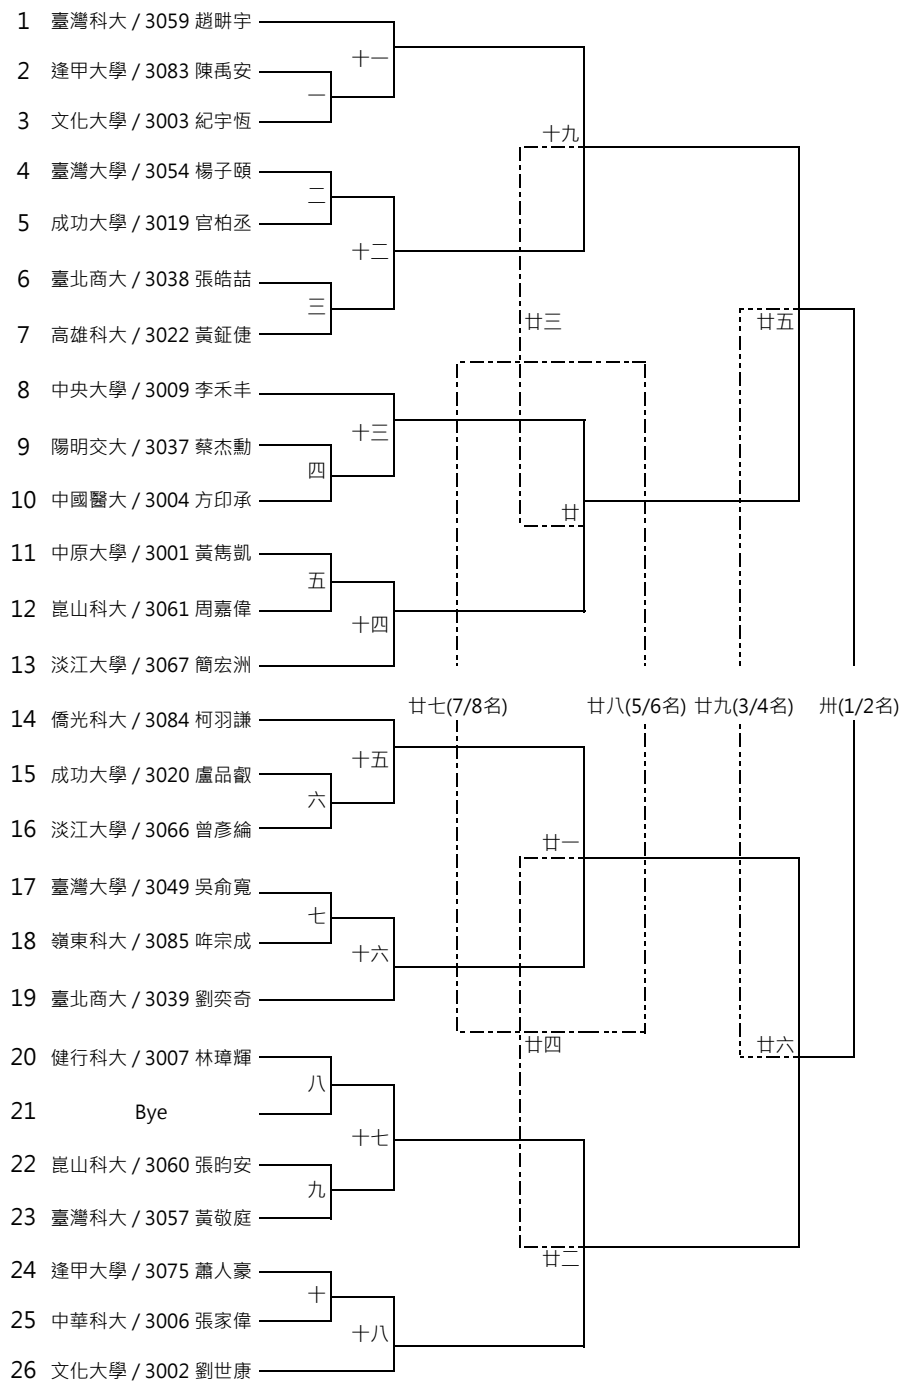 1 臺灣科大 / 3059 趙畊宇
十一
2 逢甲大學 / 3083 陳禹安
一
3 文化大學 / 3003 紀宇恆
十九
4 臺灣大學 / 3054 楊子頤
二
5 成功大學 / 3019 官柏丞
十二
6 臺北商大 / 3038 張皓喆
三
廿三
廿五
7 高雄科大 / 3022 黃鉦倢
8 中央大學 / 3009 李禾丰
十三
9 陽明交大 / 3037 蔡杰勳
四
10 中國醫大 / 3004 方印承
廿
11 中原大學 / 3001 黃雋凱
五
12 崑山科大 / 3061 周嘉偉
十四
13 淡江大學 / 3067 簡宏洲
廿七(7/8名) 廿八(5/6名) 廿九(3/4名) 卅(1/2名)
14 僑光科大 / 3084 柯羽謙
十五
15 成功大學 / 3020 盧品叡
六
16 淡江大學 / 3066 曾彥綸
廿一
17 臺灣大學 / 3049 吳俞寬
七
18 嶺東科大 / 3085 哖宗成
十六
19 臺北商大 / 3039 劉奕奇
廿四
廿六
20 健行科大 / 3007 林璋輝
八
21 Bye
十七
22 崑山科大 / 3060 張昀安
九
23 臺灣科大 / 3057 黃敬庭
廿二
24 逢甲大學 / 3075 蕭人豪
十
25 中華科大 / 3006 張家偉
十八
26 文化大學 / 3002 劉世康